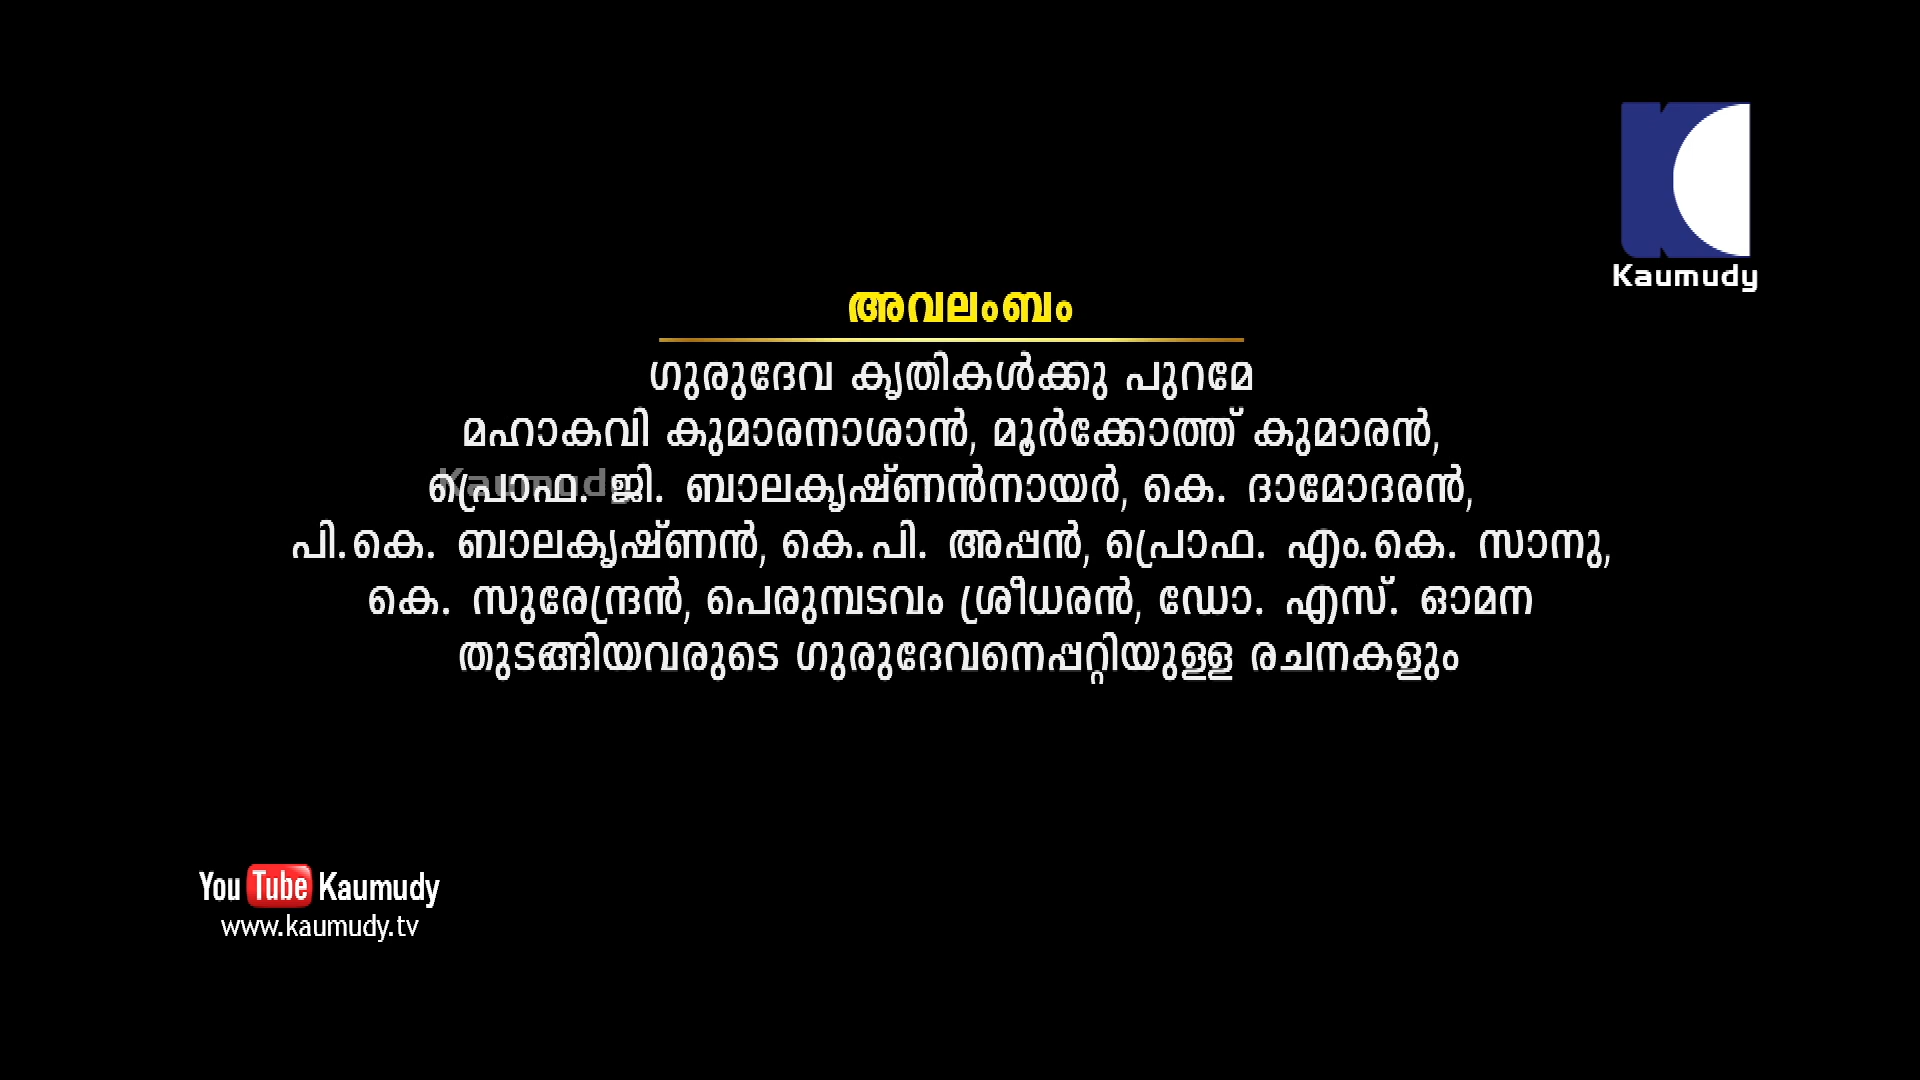 Kaumudy
അവലംബം
ഗുരുദേവ കൃതികൾക്കു പുറമേ
മഹാകവി കുമാരനാശാൻ, മൂർക്കോത്ത് കുമാരൻ,
Kaumudy
പ്രൊഫ. ജി. ബാലകൃഷ്ണൻനായർ, കെ. ദാമോദരൻ,
പി.കെ. ബാലകൃഷ്ണൻ, കെ.പി. അപ്പൻ, പ്രൊഫ. എം.കെ. സാനു,
കെ. സുരേന്ദ്രൻ, പെരുമ്പടവം ശ്രീധരൻ, ഡോ. എസ്. ഓമന
തുടങ്ങിയവരുടെ ഗുരുദേവനെപ്പറ്റിയുള്ള രചനകളും
You Tube Kaumudy
www.kaumudy.tv